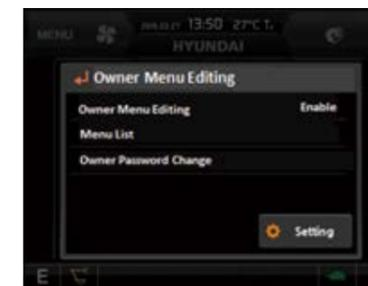 MENU 13:50 27°C
HYUNDAI
Owner Menu Editing
Owner Menu Editing Enable
Menu List
Owner Password Change
Setting
E